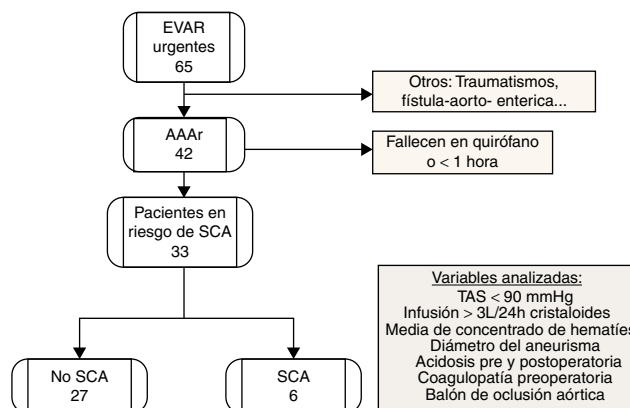 EVAR
urgentes
65
Otros: Traumatismos,
fístula-aorto- enterica...
AAAr
42
Fallecen en quirófano
o < 1 hora
Pacientes en
riesgo de SCA
33
Variables analizadas:
TAS < 90 mmHg
Infusión > 3L/24h cristaloides
Media de concentrado de hematíes
Diámetro del aneurisma
Acidosis pre y postoperatoria
Coagulopatía preoperatoria
Balón de oclusión aórtica
No SCA
27
SCA
6